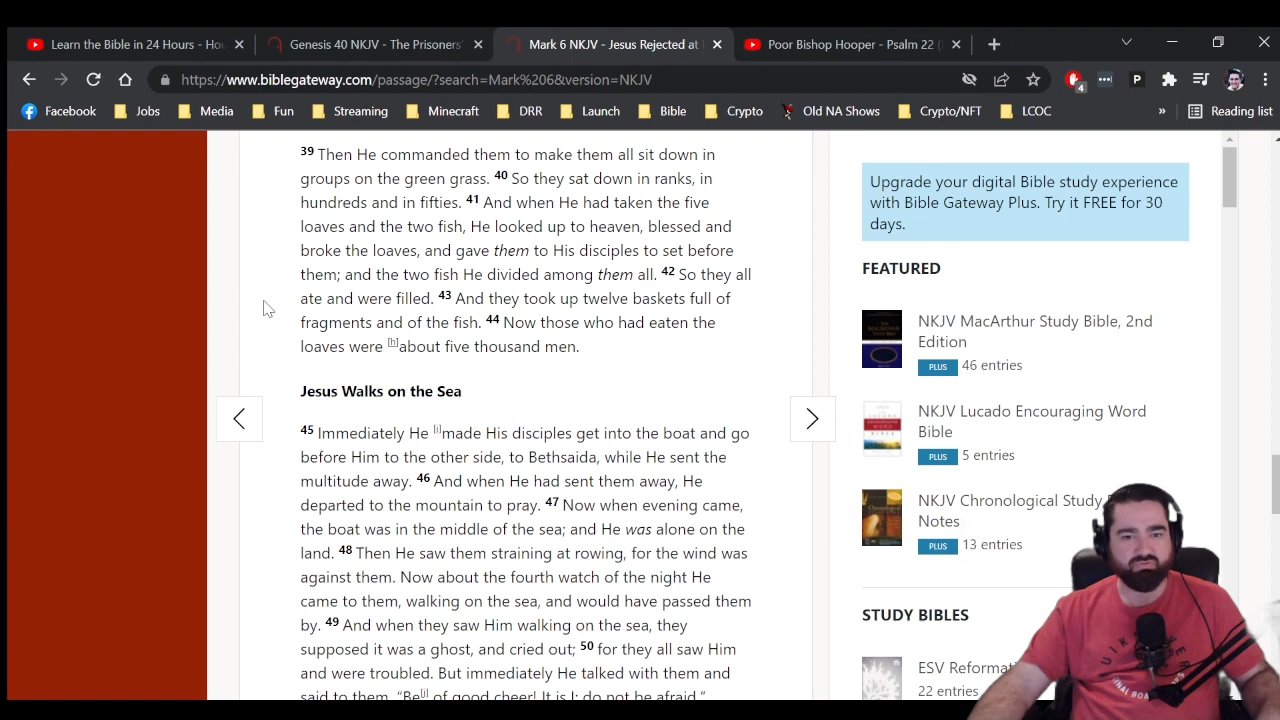 Learn the Bible in 24 Hours - Hou
Genesis 40 NKJV - The Prisoners'
Mark 6 NKJV - Jesus Rejected at
Poor Bishop Hooper - Psalm 22 (
https://www.biblegateway.com/passage/?search=Mark%206&version=NKJV
4
P
Facebook
Jobs
Media
Fun
Streaming
Minecraft
DRR
Launch
Bible
Crypto
Old NA Shows
Crypto/NFT
LCOC
»
Reading list
39 Then He commanded them to make them all sit down in
groups on the green grass. 40 So they sat down in ranks, in
hundreds and in fifties. 41 And when He had taken the five
loaves and the two fish, He looked up to heaven, blessed and
broke the loaves, and gave them to His disciples to set before
them; and the two fish He divided among them all. 42 So they all
ate and were filled. 43 And they took up twelve baskets full of
fragments and of the fish. 44 Now those who had eaten the
loaves were [h]about five thousand men.
Jesus Walks on the Sea
45 Immediately He [i]made His disciples get into the boat and go
before Him to the other side, to Bethsaida, while He sent the
multitude away. 46 And when He had sent them away, He
departed to the mountain to pray. 47 Now when evening came,
the boat was in the middle of the sea; and He was alone on the
land. 48 Then He saw them straining at rowing, for the wind was
against them. Now about the fourth watch of the night He
came to them, walking on the sea, and would have passed them
by. 49 And when they saw Him walking on the sea, they
supposed it was a ghost, and cried out; 50 for they all saw Him
and were troubled. But immediately He talked with them and
said to them, “Be[j] of good cheer! It is I; do not be afraid.”
Upgrade your digital Bible study experience
with Bible Gateway Plus. Try it FREE for 30
days.
FEATURED
NKJV MacArthur Study Bible, 2nd
Edition
PLUS 46 entries
NKJV Lucado Encouraging Word
Bible
PLUS 5 entries
NKJV Chronological Study
Notes
PLUS 13 entries
STUDY BIBLES
ESV Reformati
22 entries